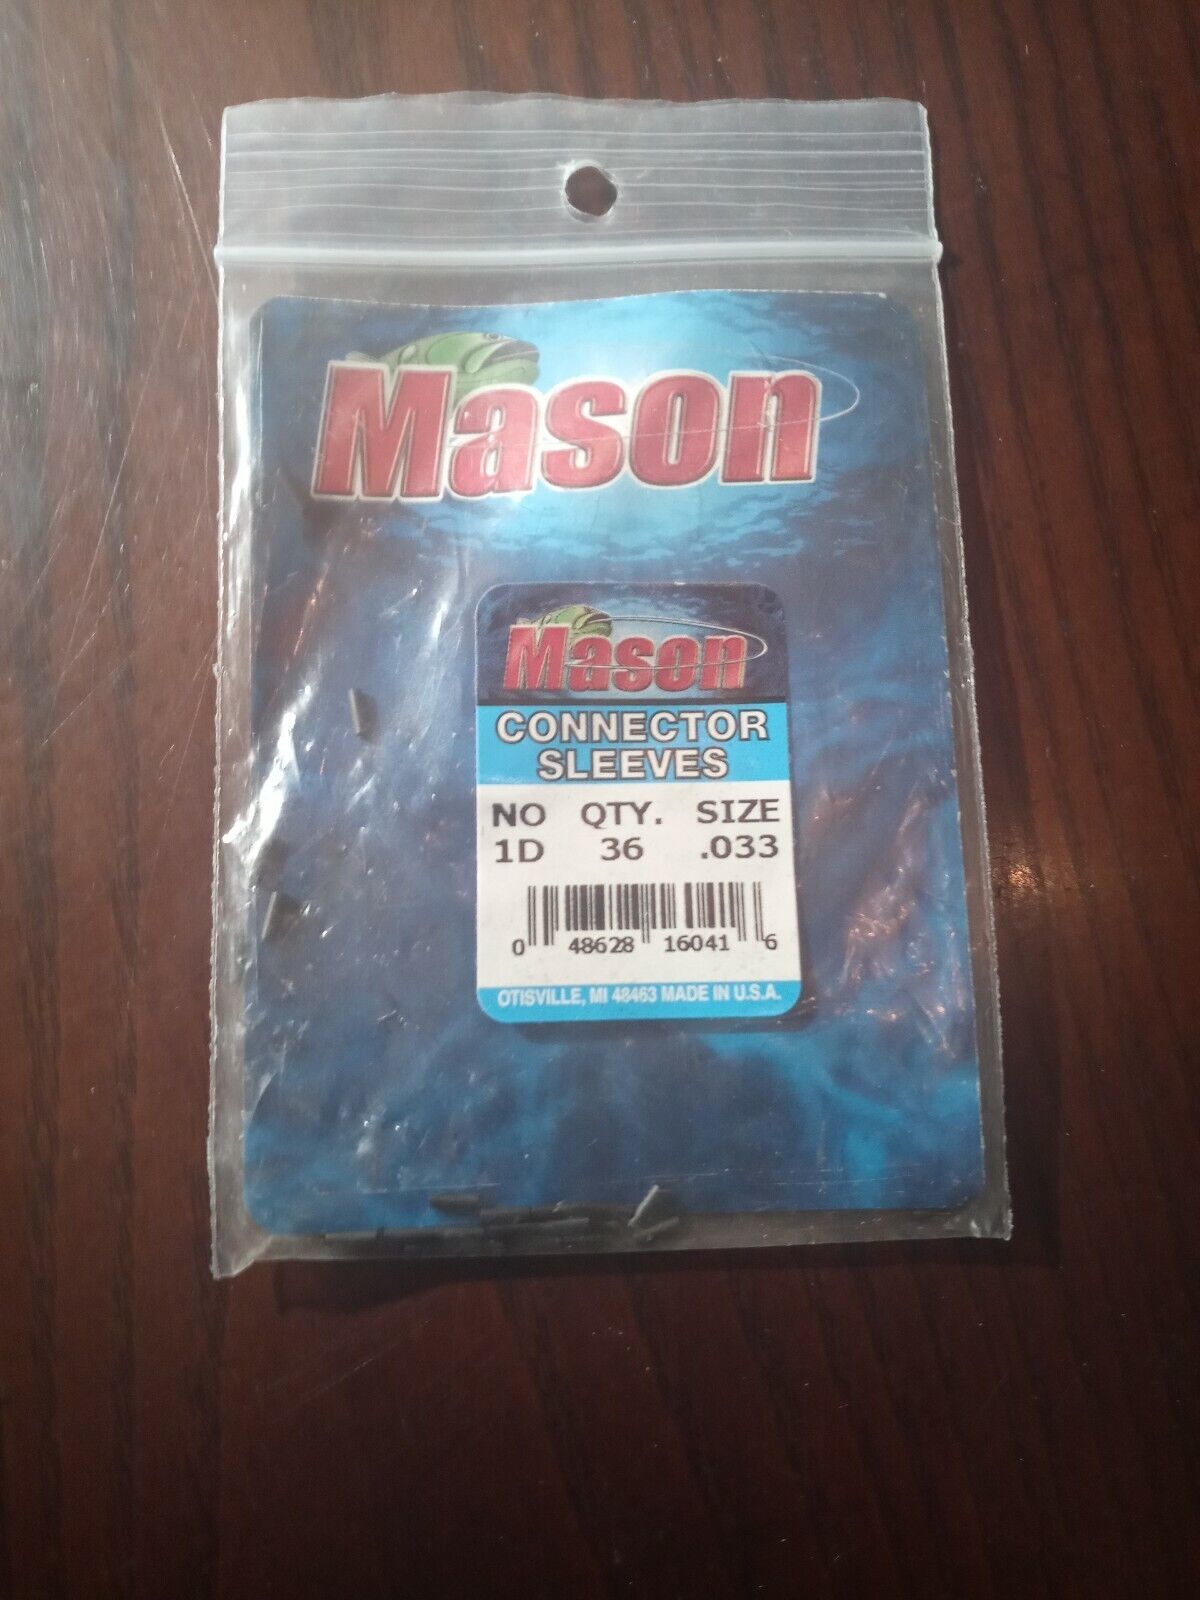 Mason
Mason
CONNECTOR
SLEEVES
NO QTY. SIZE
1D 36 .033
0 48628 16041 6
OTISVILLE, MI 48463 MADE IN U.S.A.